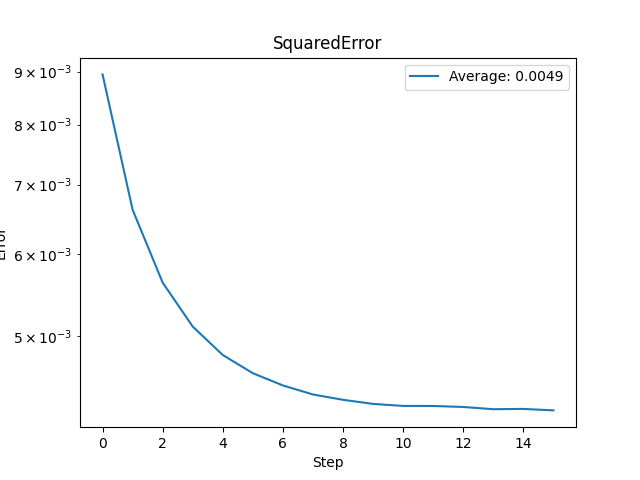 SquaredError
Average: 0.0049
9 × 10⁻³
8 × 10⁻³
7 × 10⁻³
6 × 10⁻³
5 × 10⁻³
Error
0 2 4 6 8 10 12 14
Step